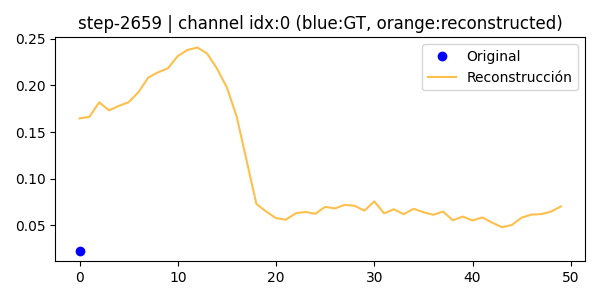 step-2659 | channel idx:0 (blue:GT, orange:reconstructed)
0.25
0.20
0.15
0.10
0.05
Original
Reconstrucción
0 10 20 30 40 50